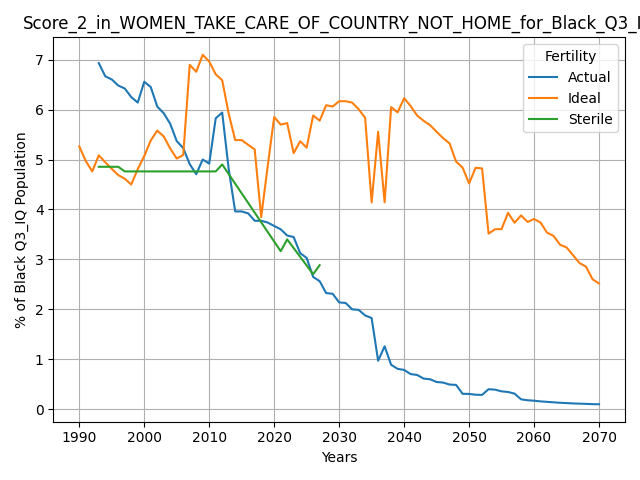 Score_2_in_WOMEN_TAKE_CARE_OF_COUNTRY_NOT_HOME_for_Black_Q3_I
Fertility
Actual
Ideal
Sterile
% of Black Q3_IQ Population
7
6
5
4
3
2
1
0
1990 2000 2010 2020 2030 2040 2050 2060 2070
Years